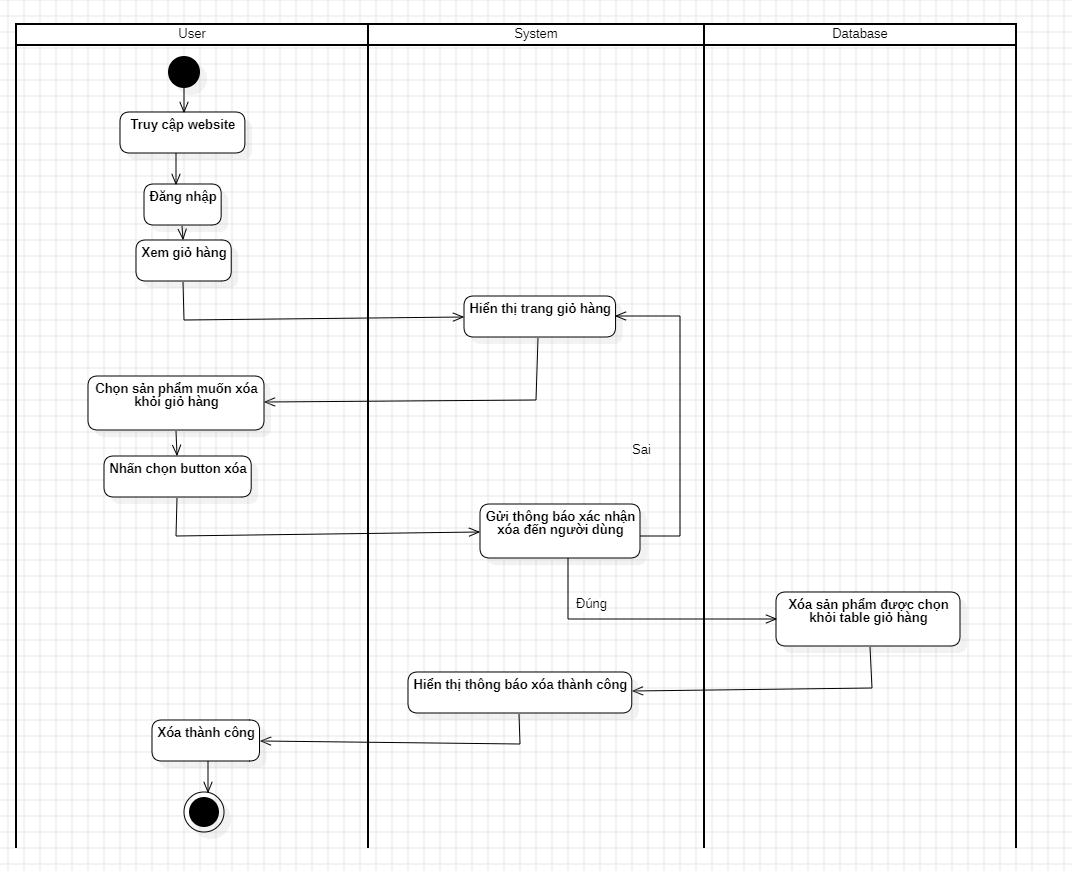 User
System
Database
Truy cập website
Đăng nhập
Xem giỏ hàng
Hiển thị trang giỏ hàng
Chọn sản phẩm muốn xóa
khỏi giỏ hàng
Sai
Nhấn chọn button xóa
Gửi thông báo xác nhận
xóa đến người dùng
Đúng
Xóa sản phẩm được chọn
khỏi table giỏ hàng
Hiển thị thông báo xóa thành công
Xóa thành công